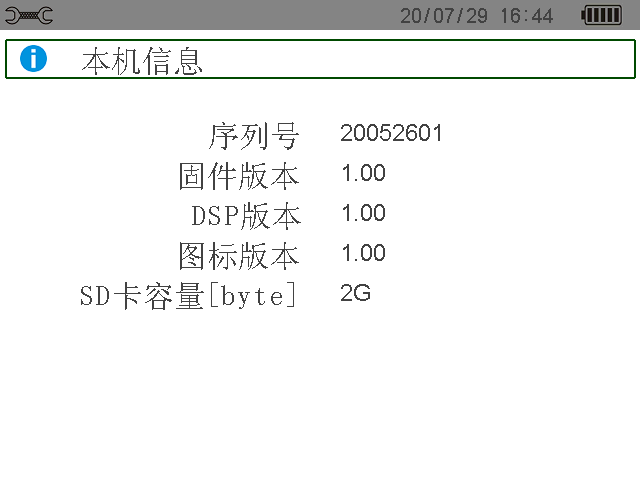 20/07/29 16:44
本机信息
序列号 20052601
固件版本 1.00
DSP版本 1.00
图标版本 1.00
SD卡容量[byte] 2G